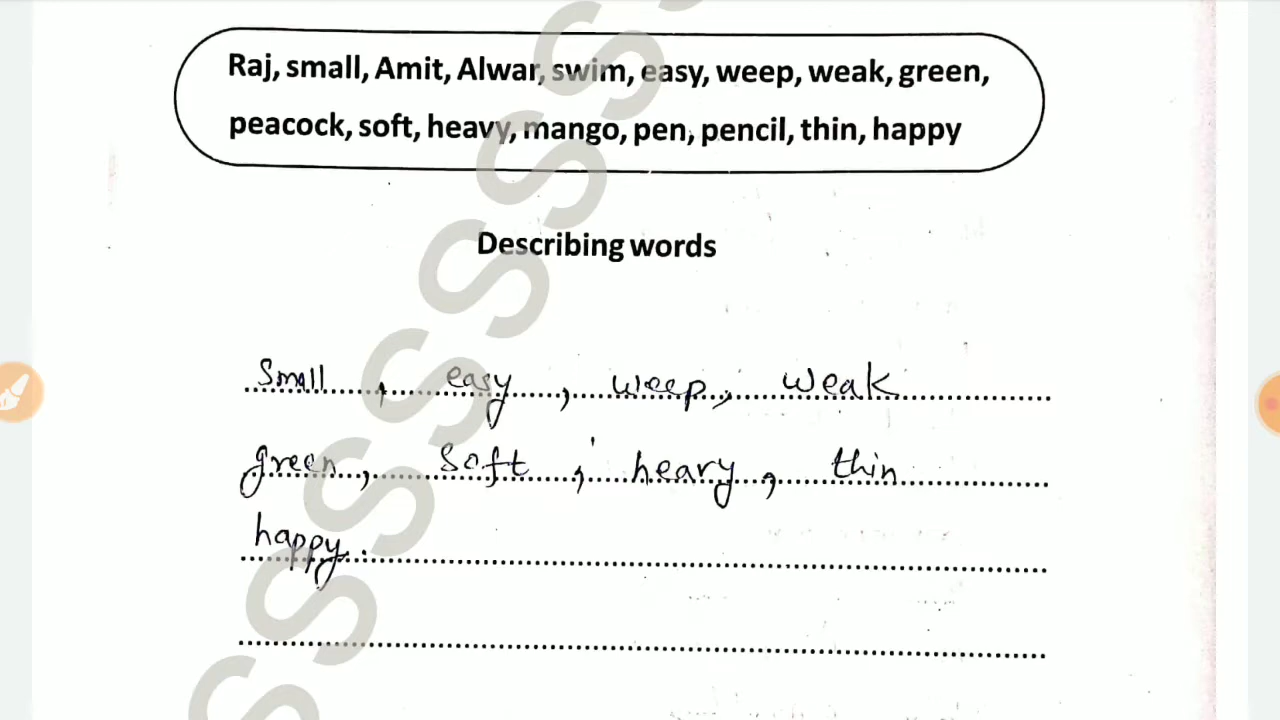 Raj, small, Amit, Alwar, swim, easy, weep, weak, green,
peacock, soft, heavy, mango, pen, pencil, thin, happy
Describing words
Small , easy , weep, weak
green, soft , heavy , thin
happy.